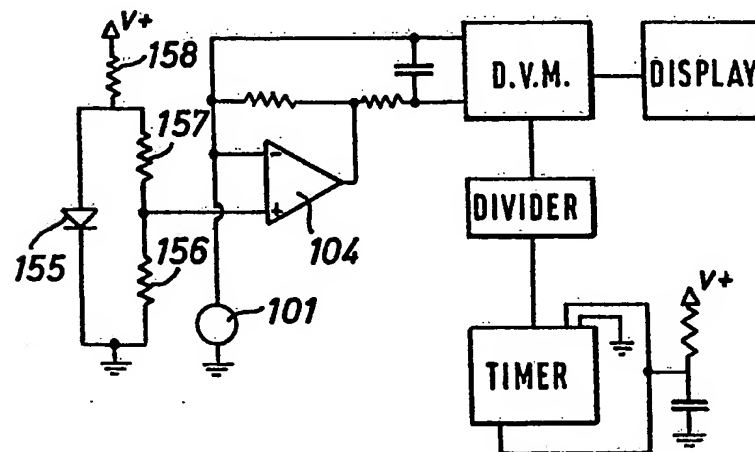 V+
158
157
155
156
-
+
104
101
D.V.M.
DISPLAY
DIVIDER
TIMER
V+